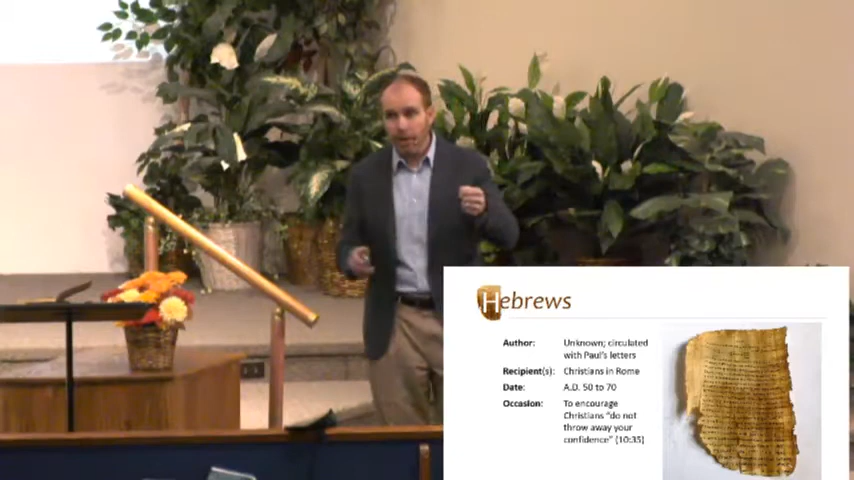 Hebrews
Author: Unknown; circulated
with Paul's letters
Recipient(s): Christians in Rome
Date: A.D. 50 to 70
Occasion: To encourage
Christians "do not
throw away your
confidence" (10:35)